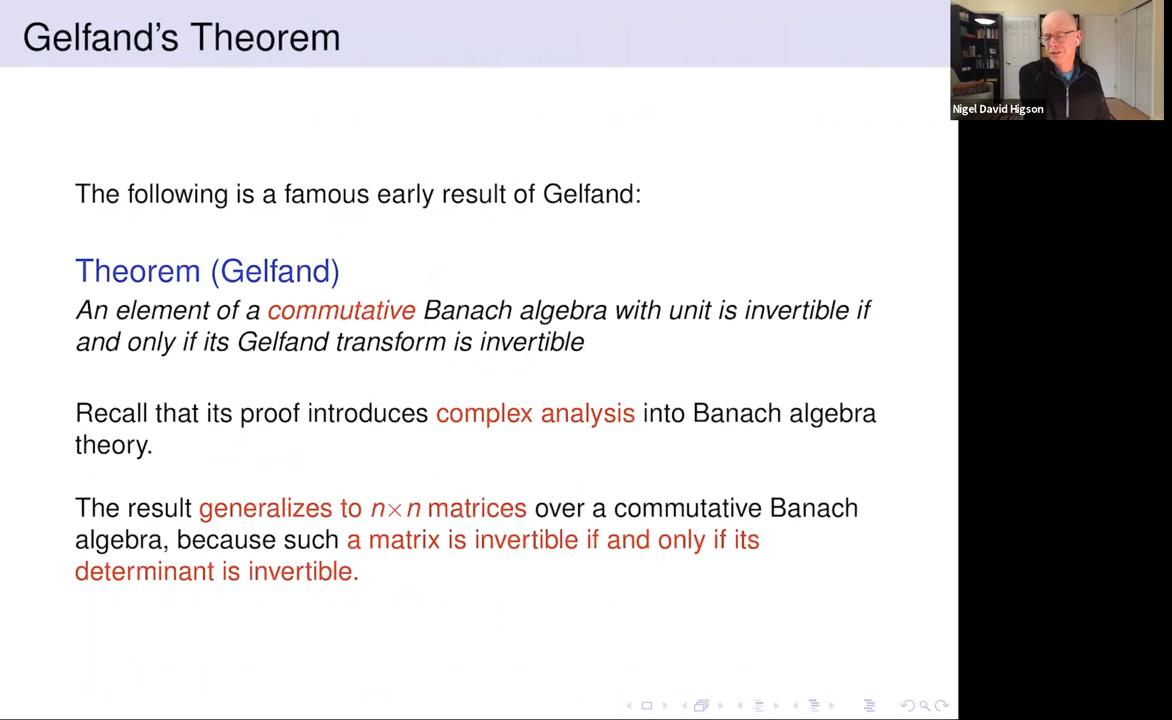 Gelfand's Theorem
Nigel David Higson
The following is a famous early result of Gelfand:
Theorem (Gelfand)
An element of a commutative Banach algebra with unit is invertible if
and only if its Gelfand transform is invertible
Recall that its proof introduces complex analysis into Banach algebra
theory.
The result generalizes to n×n matrices over a commutative Banach
algebra, because such a matrix is invertible if and only if its
determinant is invertible.